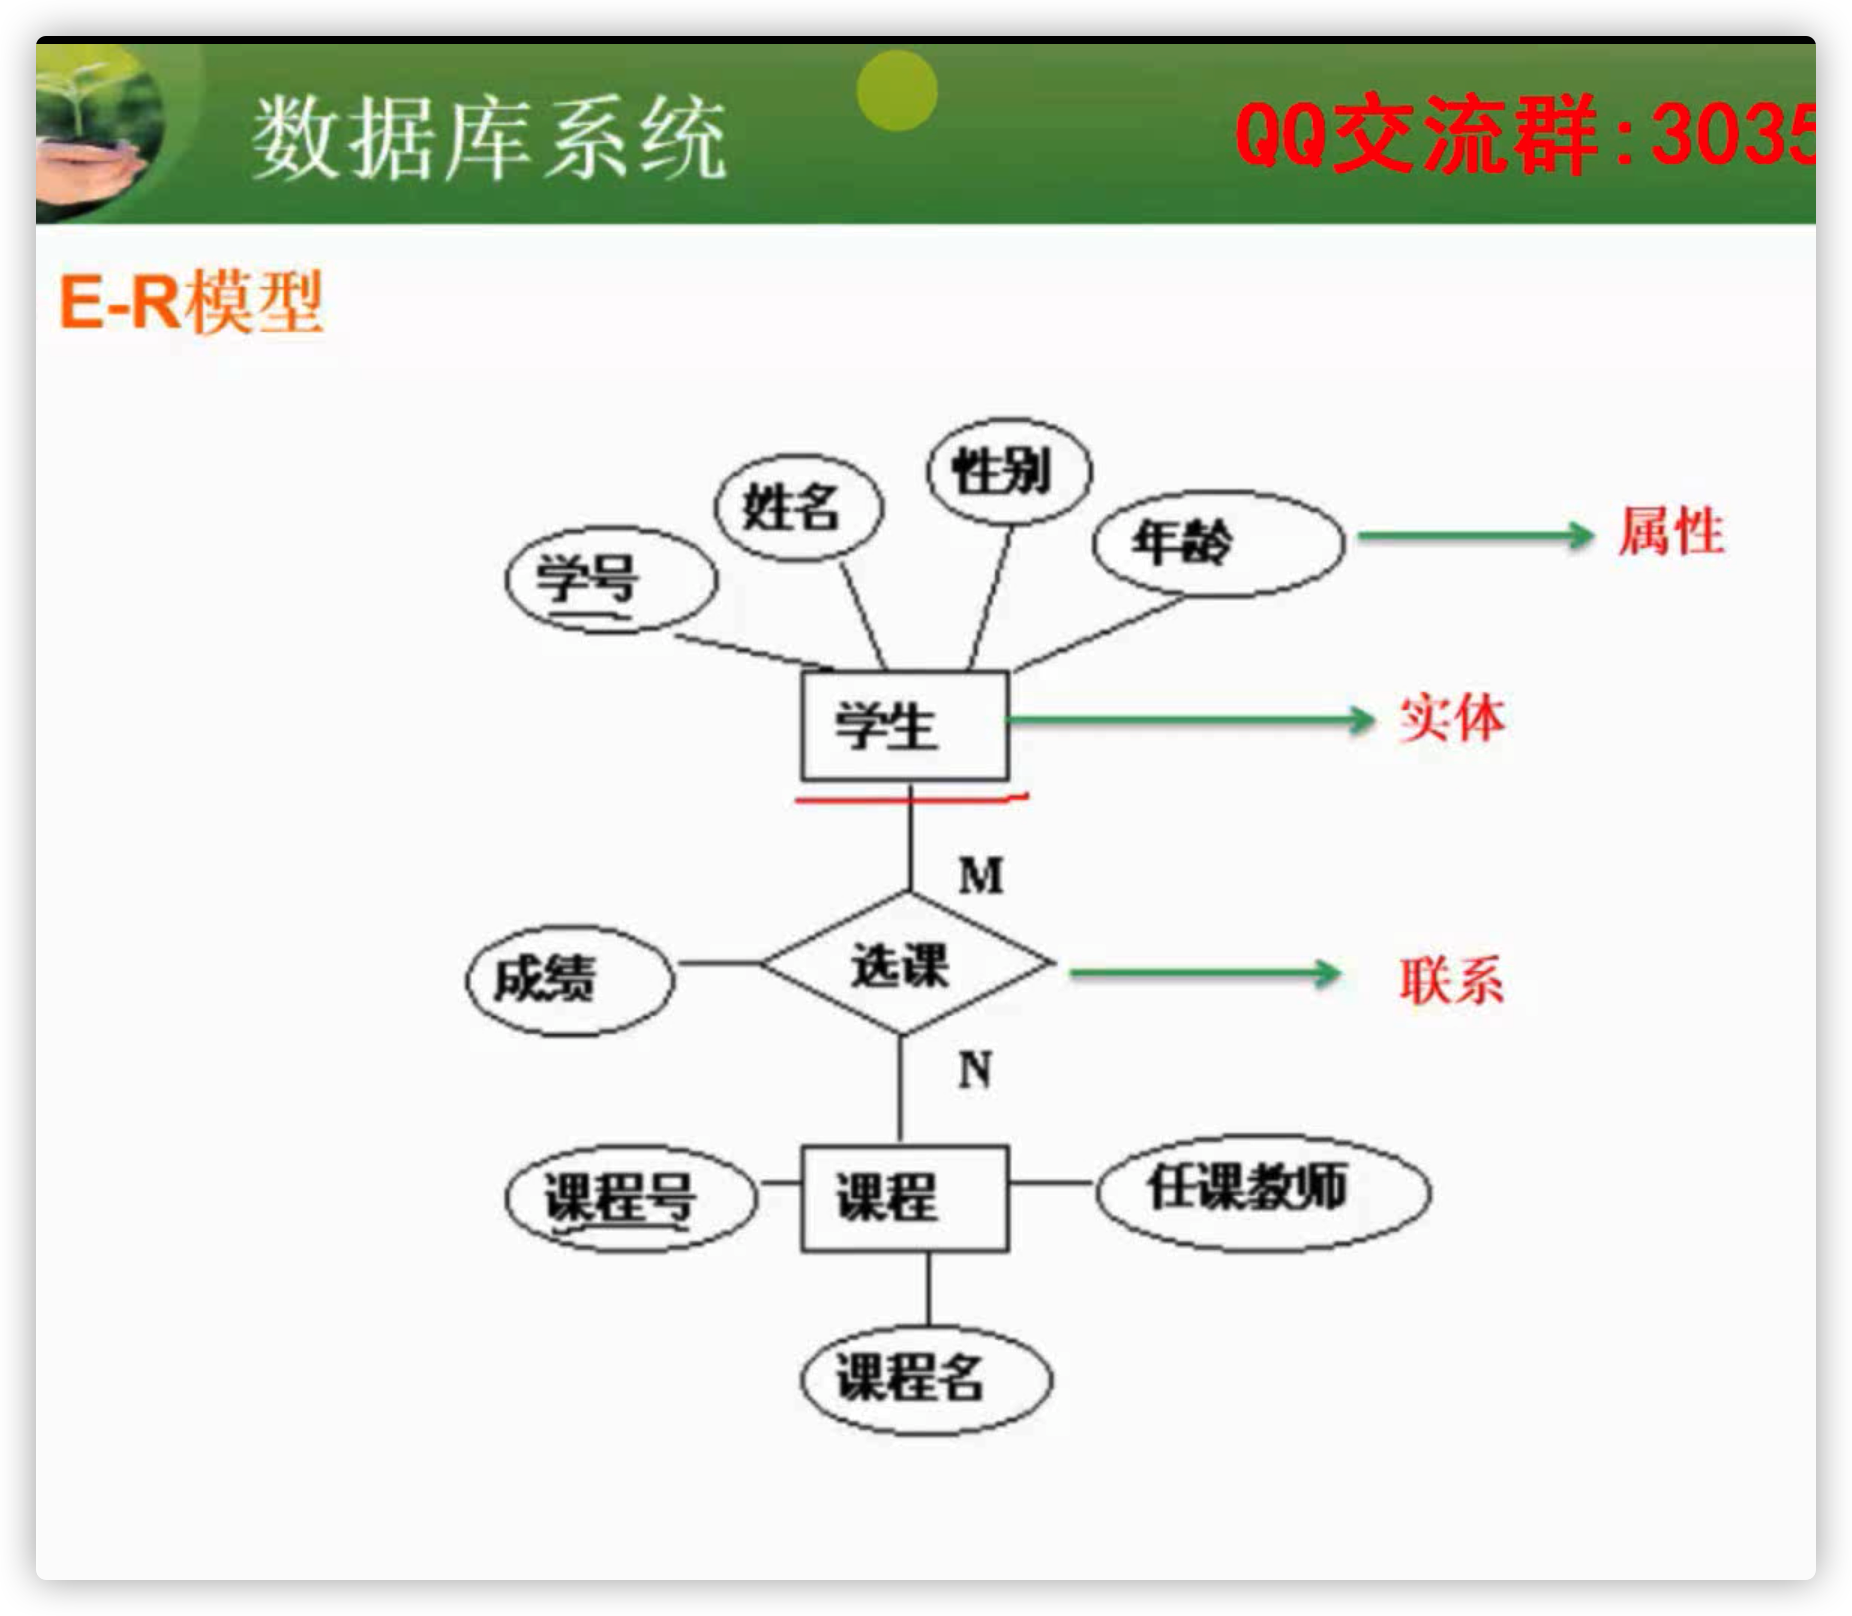 数据库系统
QQ交流群:3035
E-R模型
性别
姓名
年龄
属性
学号
学生
实体
M
成绩
选课
联系
N
课程号
课程
任课教师
课程名